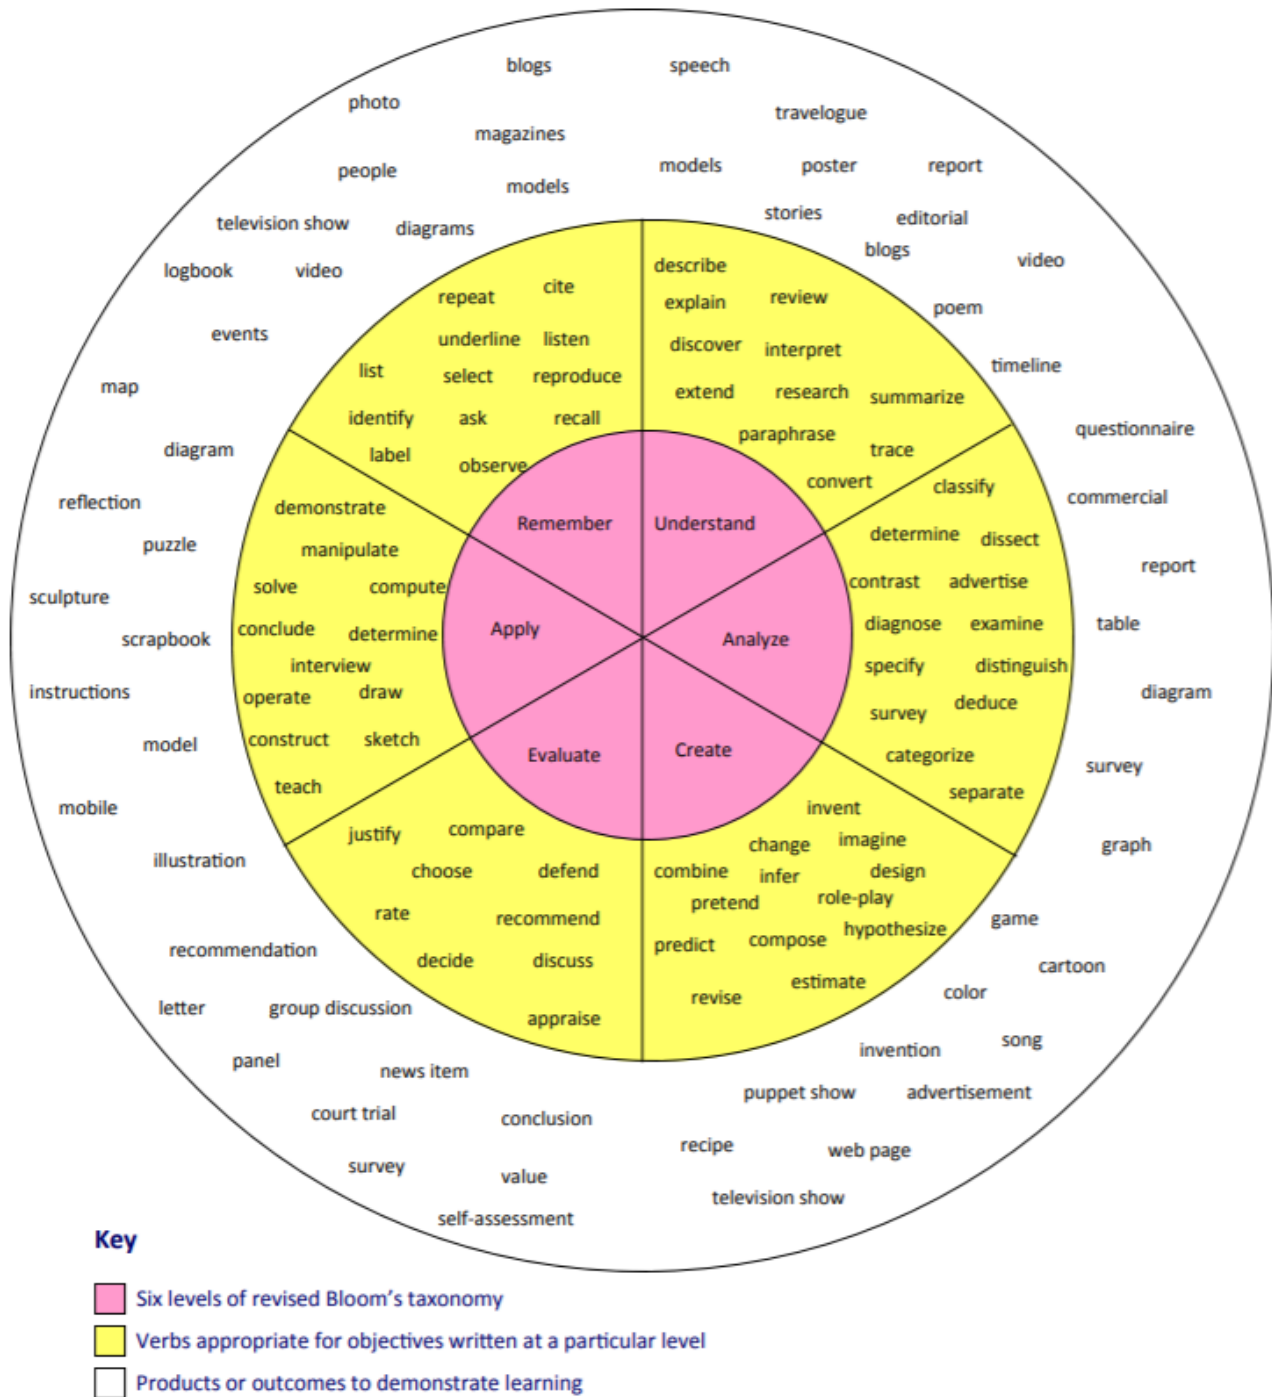 blogs
speech
photo
travelogue
magazines
people
models
models
poster
report
television show
diagrams
stories
editorial
logbook
video
blogs
video
events
poem
map
timeline
diagram
questionnaire
reflection
commercial
puzzle
report
sculpture
scrapbook
table
instructions
diagram
model
survey
mobile
graph
illustration
game
recommendation
cartoon
letter
group discussion
color
panel
news item
invention
song
court trial
conclusion
puppet show
advertisement
survey
value
recipe
web page
self-assessment
television show
repeat
cite
underline
listen
list
select
reproduce
identify
ask
recall
label
observe
describe
explain
review
discover
interpret
extend
research
summarize
paraphrase
trace
convert
classify
determine
dissect
contrast
advertise
diagnose
examine
specify
distinguish
survey
deduce
categorize
separate
demonstrate
manipulate
solve
compute
conclude
determine
interview
operate
draw
construct
sketch
teach
justify
compare
choose
defend
rate
recommend
decide
discuss
appraise
invent
change
imagine
combine
infer
design
pretend
role-play
predict
compose
hypothesize
revise
estimate
Remember
Understand
Apply
Analyze
Evaluate
Create
Key
Six levels of revised Bloom's taxonomy
Verbs appropriate for objectives written at a particular level
Products or outcomes to demonstrate learning